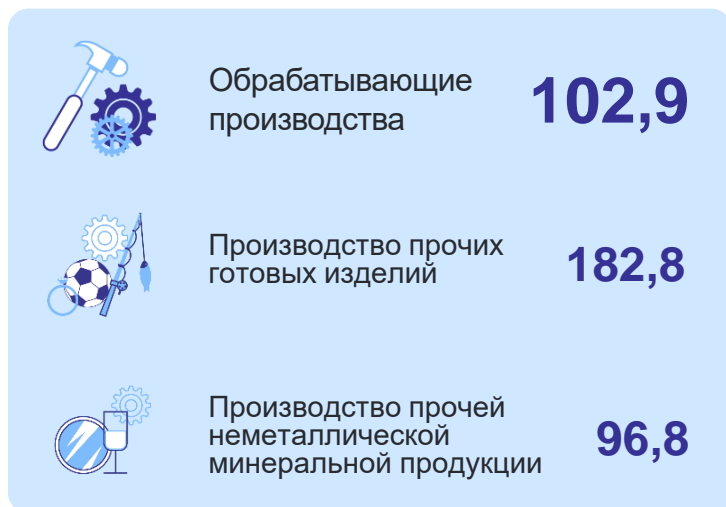 Обрабатывающие
производства
102,9
Производство прочих
готовых изделий
182,8
Производство прочей
неметаллической
минеральной продукции
96,8